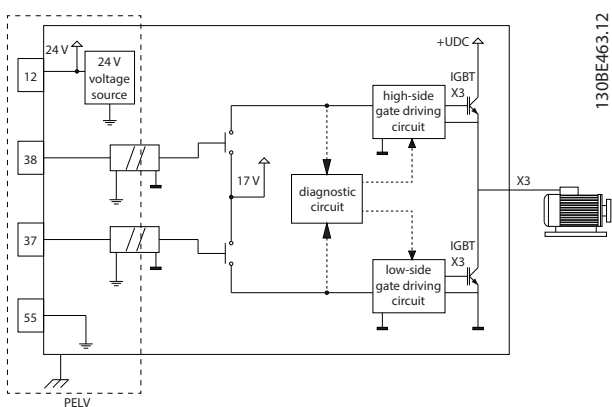 130BE463.12
+UDC
24 V
12
24 V
voltage
source
IGBT
X3
high-side
gate driving
circuit
38
17 V
diagnostic
circuit
X3
37
IGBT
X3
low-side
gate driving
circuit
55
PELV